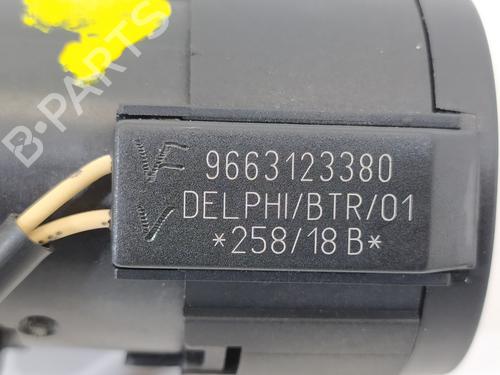 B-PARTS
VF 9663123380
V DELPHI/BTR/01
*258/18 B*